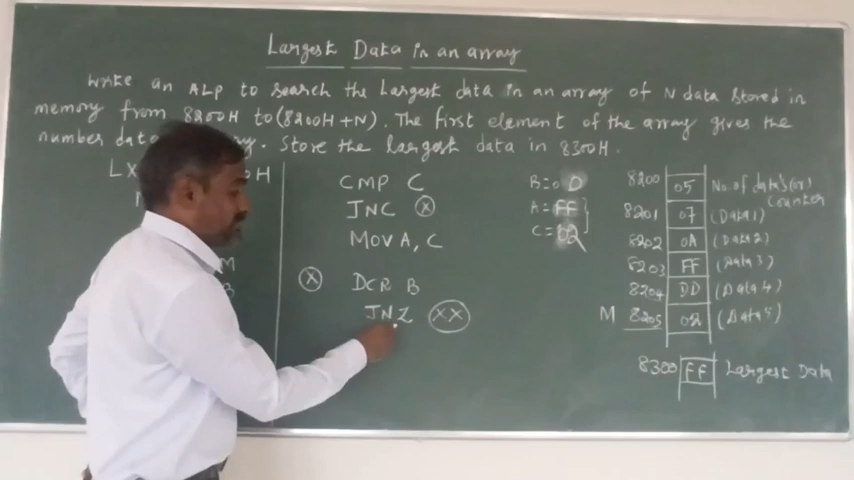 Largest Data in an array
Write an ALP to search the largest data in an array of N data stored in
memory from 8200H to (8200H+N). The first element of the array gives the
number data . Store the largest data in 8300H.
LX H
M
B
CMP C
JNC X
MOV A, C
X DCR B
JNZ XX
B=0
A=FF
C=02
8200 05 No. of data's (or) Counter
8201 07 (Data 1)
8202 0A (Data 2)
8203 FF (Data 3)
8204 DD (Data 4)
M 8205 02 (Data 5)
8300 FF Largest Data